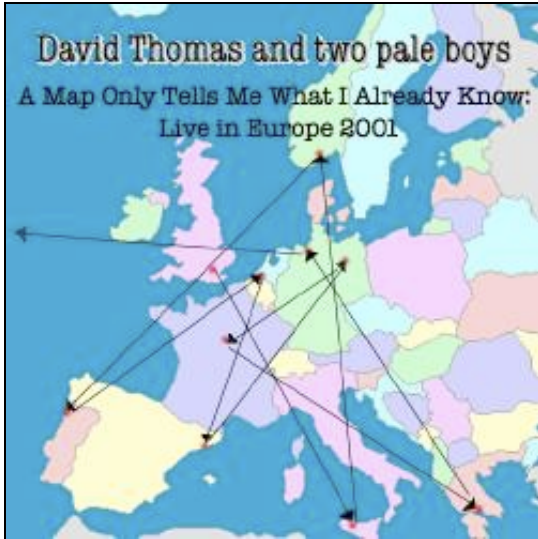 David Thomas and two pale boys
A Map Only Tells Me What I Already Know:
Live in Europe 2001